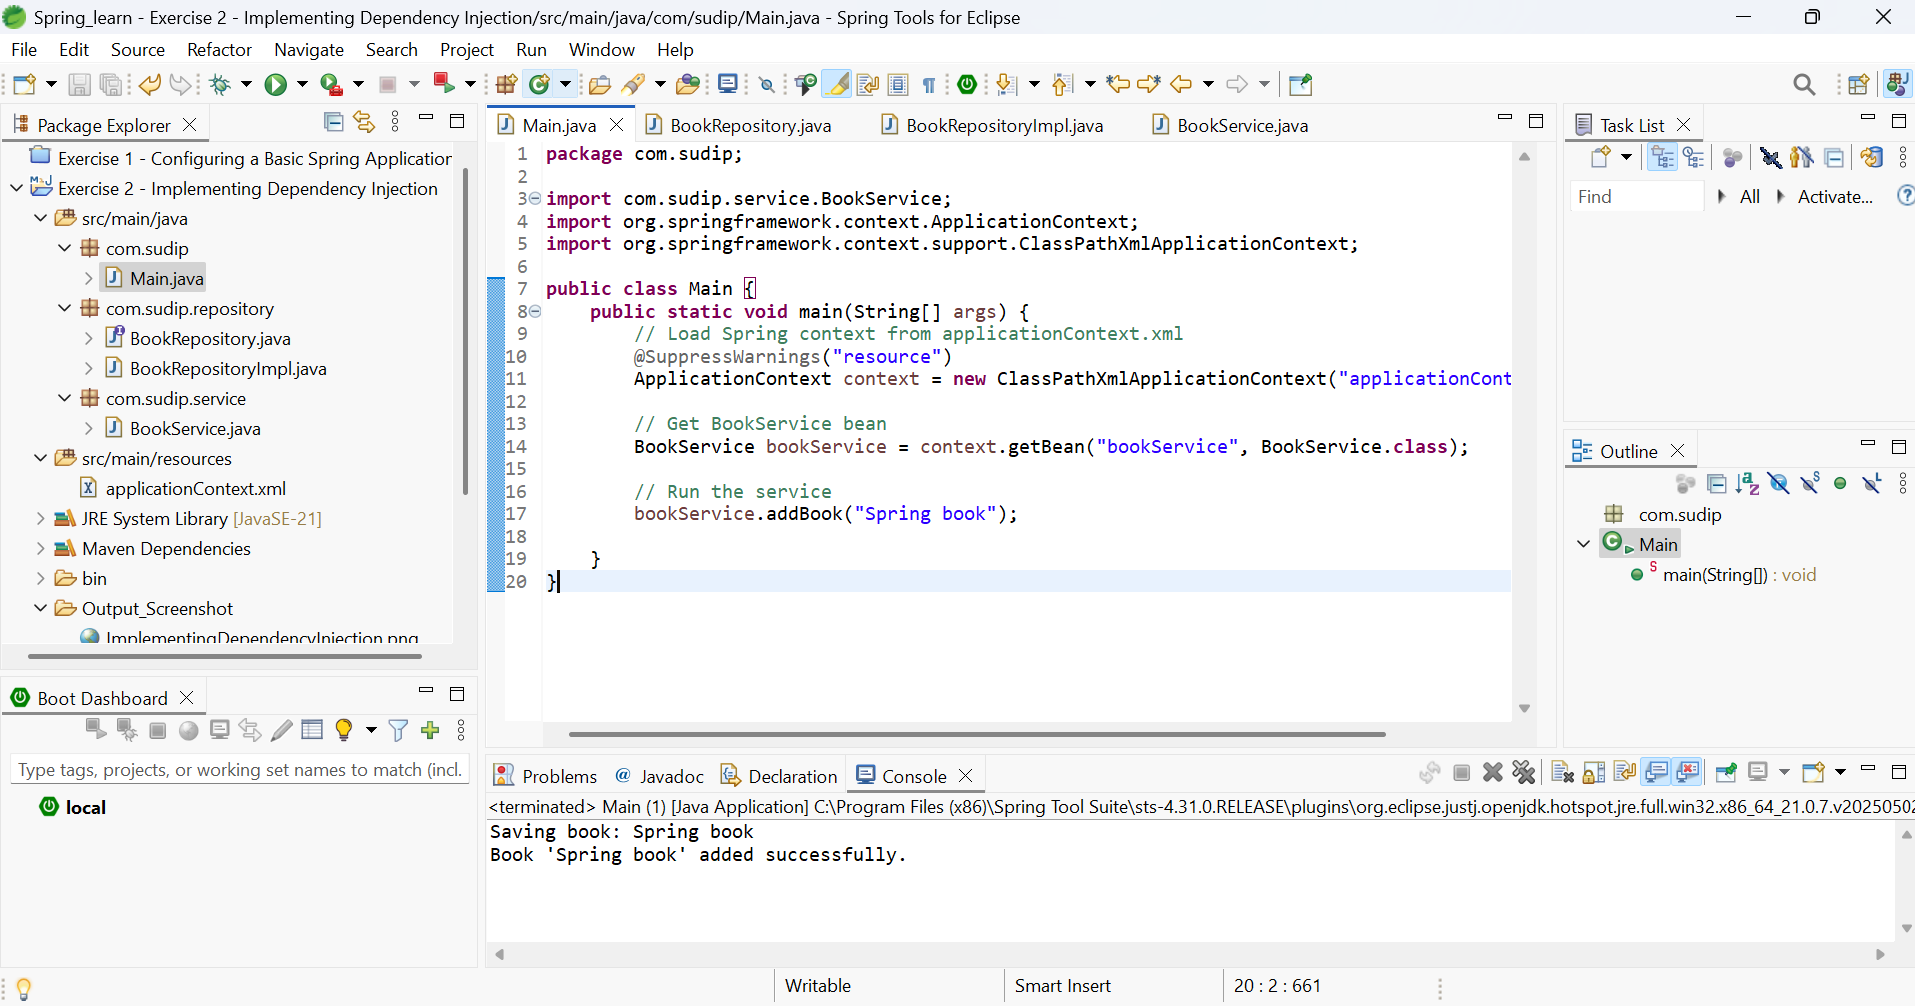 Spring_learn - Exercise 2 - Implementing Dependency Injection/src/main/java/com/sudip/Main.java - Spring Tools for Eclipse
File Edit Source Refactor Navigate Search Project Run Window Help
Package Explorer
Exercise 1 - Configuring a Basic Spring Application
Exercise 2 - Implementing Dependency Injection
src/main/java
com.sudip
Main.java
com.sudip.repository
BookRepository.java
BookRepositoryImpl.java
com.sudip.service
BookService.java
src/main/resources
applicationContext.xml
JRE System Library [JavaSE-21]
Maven Dependencies
bin
Output_Screenshot
ImplementingDependencyInjection.png
Boot Dashboard
Type tags, projects, or working set names to match (incl.
local
Main.java BookRepository.java BookRepositoryImpl.java BookService.java
1 package com.sudip;
2
3 import com.sudip.service.BookService;
4 import org.springframework.context.ApplicationContext;
5 import org.springframework.context.support.ClassPathXmlApplicationContext;
6
7 public class Main {
8 public static void main(String[] args) {
9 // Load Spring context from applicationContext.xml
10 @SuppressWarnings("resource")
11 ApplicationContext context = new ClassPathXmlApplicationContext("applicationCont
12
13 // Get BookService bean
14 BookService bookService = context.getBean("bookService", BookService.class);
15
16 // Run the service
17 bookService.addBook("Spring book");
18
19 }
20 }
Task List
Find All Activate...
Outline
com.sudip
Main
main(String[]) : void
Problems Javadoc Declaration Console
<terminated> Main (1) [Java Application] C:\Program Files (x86)\Spring Tool Suite\sts-4.31.0.RELEASE\plugins\org.eclipse.justj.openjdk.hotspot.jre.full.win32.x86_64_21.0.7.v20250502
Saving book: Spring book
Book 'Spring book' added successfully.
Writable Smart Insert 20 : 2 : 661